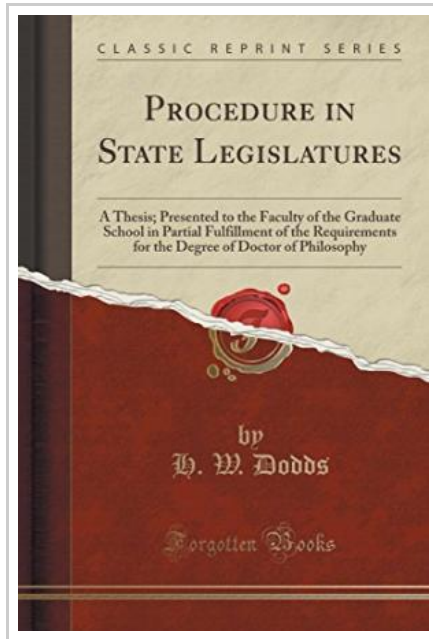 CLASSIC REPRINT SERIES
PROCEDURE IN
STATE LEGISLATURES
A Thesis; Presented to the Faculty of the Graduate
School in Partial Fulfillment of the Requirements
for the Degree of Doctor of Philosophy
by
H. W. Dodds
Forgotten Books